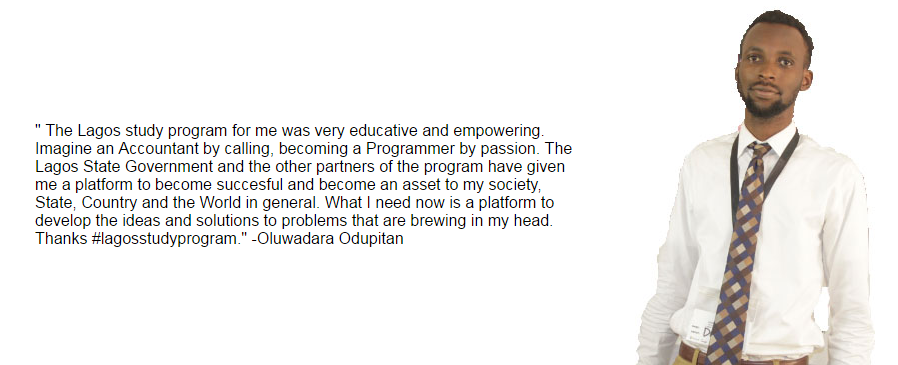 " The Lagos study program for me was very educative and empowering.
Imagine an Accountant by calling, becoming a Programmer by passion. The
Lagos State Government and the other partners of the program have given
me a platform to become succesful and become an asset to my society,
State, Country and the World in general. What I need now is a platform to
develop the ideas and solutions to problems that are brewing in my head.
Thanks #lagosstudyprogram." -Oluwadara Odupitan